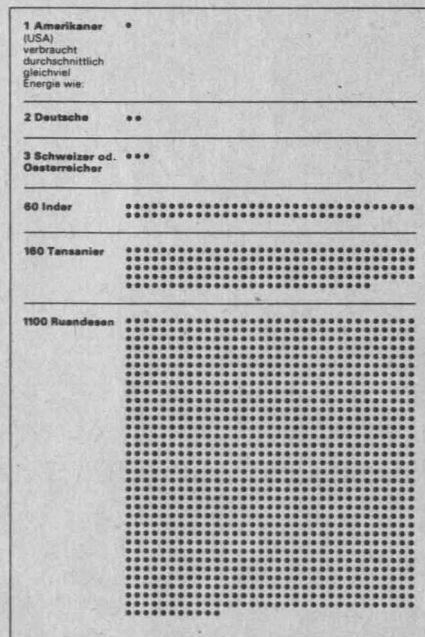 1 Amerikaner
(USA)
verbraucht
durchschnittlich
gleichviel
Energie wie:
2 Deutsche
3 Schweizer od.
Oesterreicher
60 Inder
160 Tansanier
1100 Ruandesen